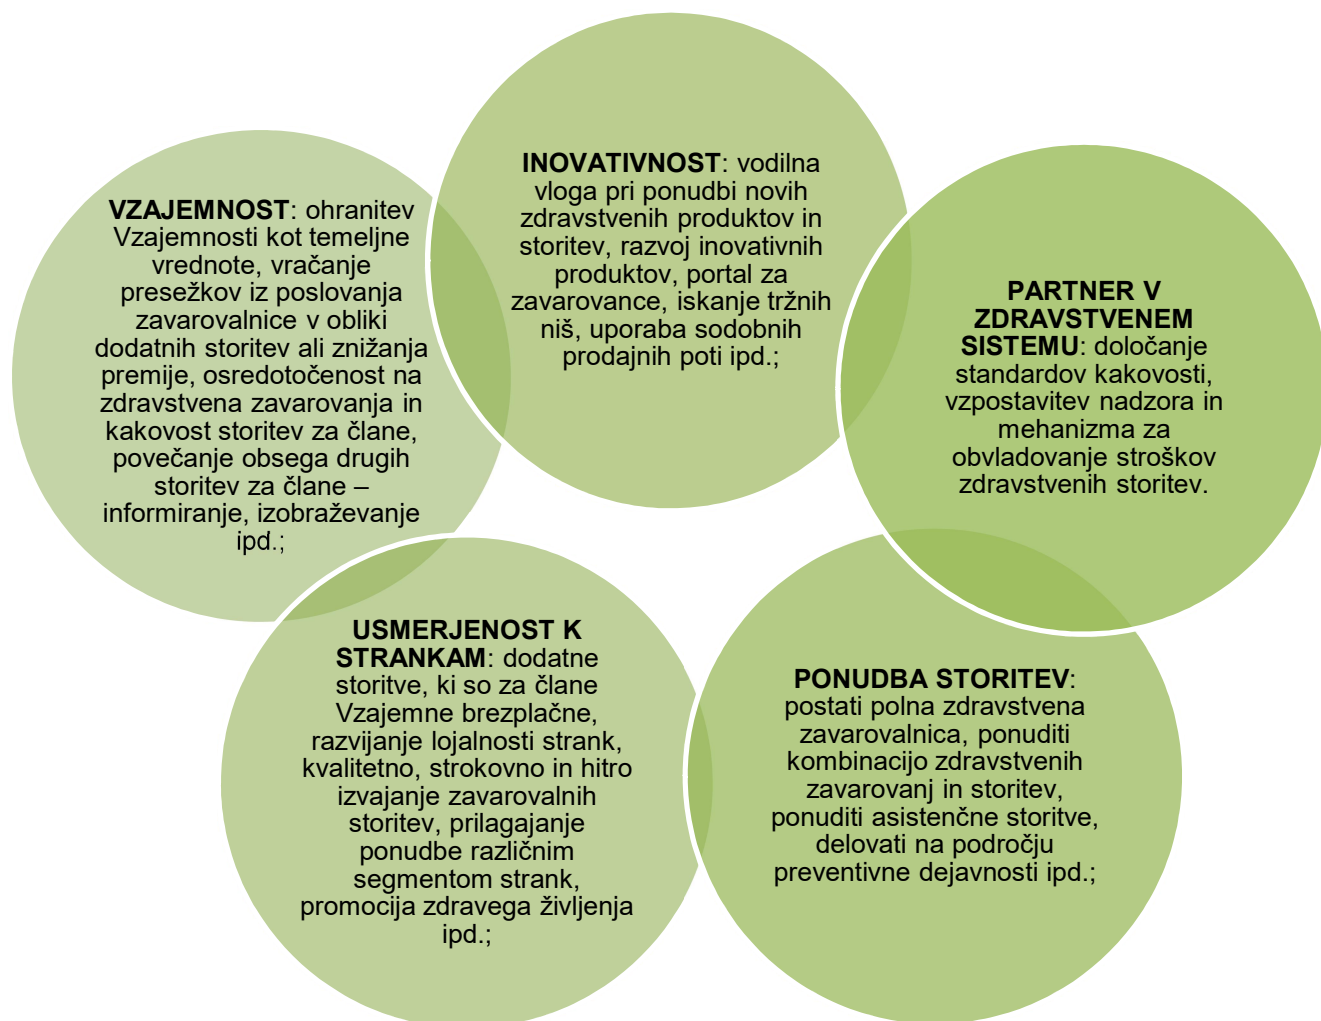 VZAJEMNOST: ohranitev
Vzajemnosti kot temeljne
vrednote, vračanje
presežkov iz poslovanja
zavarovalnice v obliki
dodatnih storitev ali znižanja
premije, osredotočenost na
zdravstvena zavarovanja in
kakovost storitev za člane,
povečanje obsega drugih
storitev za člane –
informiranje, izobraževanje
ipd.;
INOVATIVNOST: vodilna
vloga pri ponudbi novih
zdravstvenih produktov in
storitev, razvoj inovativnih
produktov, portal za
zavarovance, iskanje tržnih
niš, uporaba sodobnih
prodajnih poti ipd.;
PARTNER V
ZDRAVSTVENEM
SISTEMU: določanje
standardov kakovosti,
vzpostavitev nadzora in
mehanizma za
obvladovanje stroškov
zdravstvenih storitev.
USMERJENOST K
STRANKAM: dodatne
storitve, ki so za člane
Vzajemne brezplačne,
razvijanje lojalnosti strank,
kvalitetno, strokovno in hitro
izvajanje zavarovalnih
storitev, prilagajanje
ponudbe različnim
segmentom strank,
promocija zdravega življenja
ipd.;
PONUDBA STORITEV:
postati polna zdravstvena
zavarovalnica, ponuditi
kombinacijo zdravstvenih
zavarovanj in storitev,
ponuditi asistenčne storitve,
delovati na področju
preventivne dejavnosti ipd.;